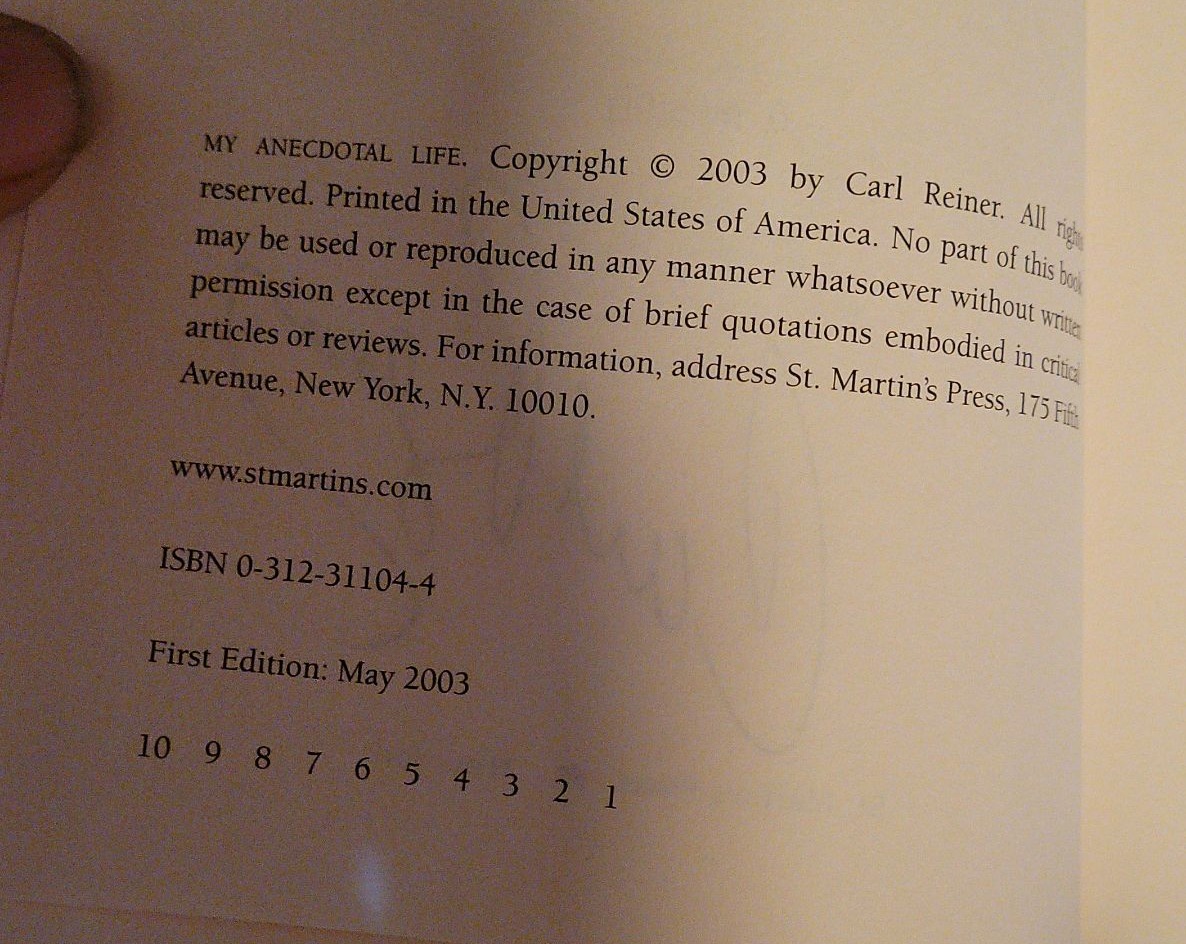 MY ANECDOTAL LIFE. Copyright © 2003 by Carl Reiner. All rights
reserved. Printed in the United States of America. No part of this book
may be used or reproduced in any manner whatsoever without written
permission except in the case of brief quotations embodied in critical
articles or reviews. For information, address St. Martin's Press, 175 Fifth
Avenue, New York, N.Y. 10010.
www.stmartins.com
ISBN 0-312-31104-4
First Edition: May 2003
10 9 8 7 6 5 4 3 2 1